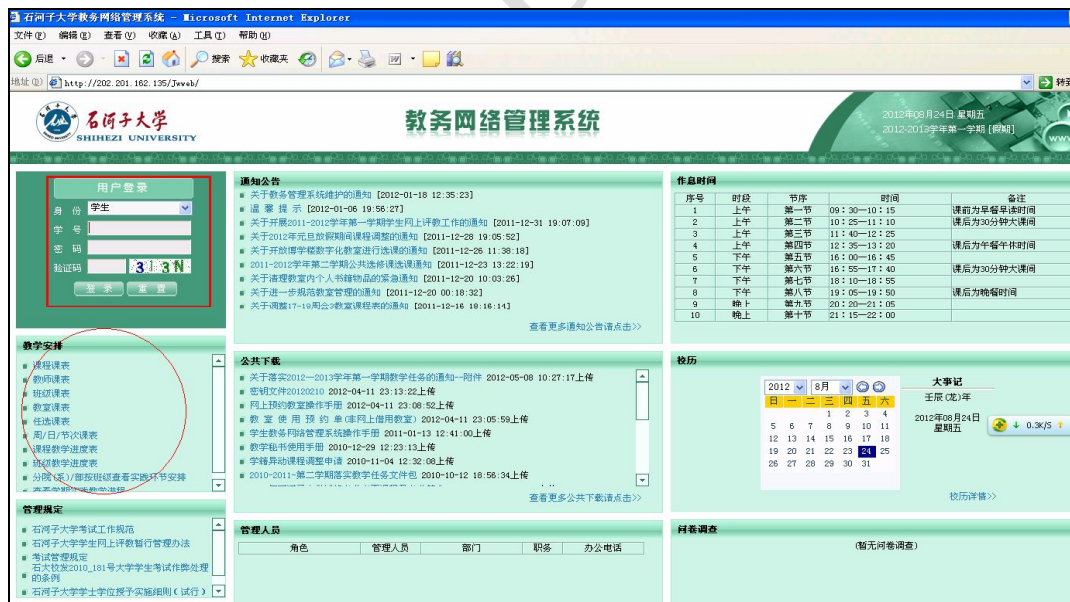 石河子大学教务网络管理系统 - Microsoft Internet Explorer
文件(F) 编辑(E) 查看(V) 收藏(A) 工具(T) 帮助(H)
后退 搜索 收藏夹
地址(D) http://202.201.162.135/Jwweb/ 转到
石河子大学
SHIHEZI UNIVERSITY
教务网络管理系统
2012年08月24日 星期五
2012-2013学年第一学期 [假期]
www
用户登录
身 份 学生
学 号
密 码
验证码 313N
登 录 重 置
教学安排
课程课表
教师课表
班级课表
教室课表
任选课表
周/日/节次课表
课程教学进度表
班级教学进度表
分院(系)/部按班级查看实践环节安排
管理规定
石河子大学考试工作规范
石河子大学学生网上评教暂行管理办法
考试管理规定
石大校发2010_181号大学学生考试作弊处理
的条例
石河子大学学士学位授予实施细则(试行)
通知公告
关于教务管理系统维护的通知 [2012-01-18 12:35:23]
温 馨 提 示 [2012-01-06 19:56:27]
关于开展2011-2012学年第一学期学生网上评教工作的通知 [2011-12-31 19:07:09]
关于2012年元旦放假期间课程调整的通知 [2011-12-28 19:05:52]
关于开放博学楼数字化教室进行选课的通知 [2011-12-26 11:38:18]
2011-2012学年第二学期公共选修课选课通知 [2011-12-23 13:22:19]
关于清理教室内个人书籍物品的紧急通知 [2011-12-20 10:03:26]
关于进一步规范教室管理的通知 [2011-12-20 00:18:32]
关于调整17-19周会3教室课程表的通知 [2011-12-16 18:16:14]
查看更多通知公告请点击>>
公共下载
关于落实2012—2013学年第一学期教学任务的通知--附件 2012-05-08 10:27:17上传
密钥文件20120210 2012-04-11 23:13:22上传
网上预约教室操作手册 2012-04-11 23:08:52上传
教 室 使 用 预 约 单(非网上借用教室) 2012-04-11 23:05:59上传
学生教务网络管理系统操作手册 2011-01-13 12:41:00上传
教学秘书使用手册 2010-12-29 12:23:13上传
学籍异动课程调整申请 2010-11-04 12:32:08上传
2010-2011-第二学期落实教学任务文件包 2010-10-12 18:56:34上传
查看更多公共下载请点击>>
管理人员
角色 管理人员 部门 职务 办公电话
作息时间
序号 时段 节序 时间 备注
1 上午 第一节 09:30—10:15 课前为早餐早读时间
2 上午 第二节 10:25—11:10 课后为30分钟大课间
3 上午 第三节 11:40—12:25
4 上午 第四节 12:35—13:20 课后为午餐午休时间
5 下午 第五节 16:00—16:45
6 下午 第六节 16:55—17:40 课后为30分钟大课间
7 下午 第七节 18:10—18:55
8 下午 第八节 19:05—19:50 课后为晚餐时间
9 晚上 第九节 20:20—21:05
10 晚上 第十节 21:15—22:00
校历
2012 8月
日 一 二 三 四 五 六
1 2 3 4
5 6 7 8 9 10 11
12 13 14 15 16 17 18
19 20 21 22 23 24 25
26 27 28 29 30 31
大事记
壬辰(龙)年
2012年08月24日
星期五
0.3K/S
校历详情>>
问卷调查
(暂无问卷调查)